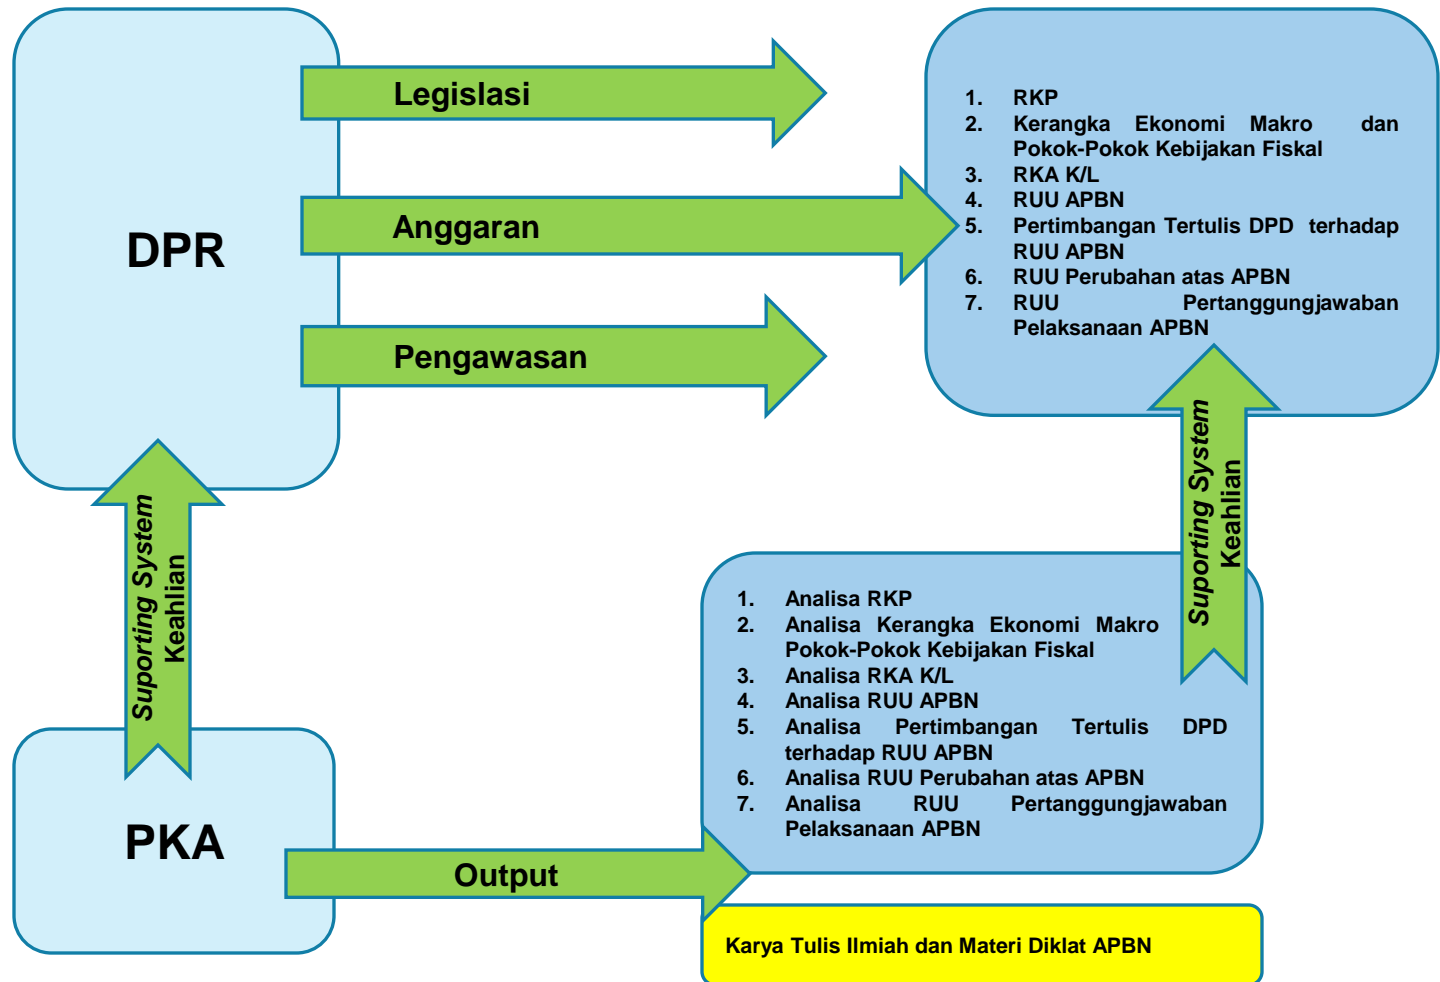 DPR
Legislasi
Anggaran
Pengawasan
1. RKP
2. Kerangka Ekonomi Makro dan
Pokok-Pokok Kebijakan Fiskal
3. RKA K/L
4. RUU APBN
5. Pertimbangan Tertulis DPD terhadap
RUU APBN
6. RUU Perubahan atas APBN
7. RUU Pertanggungjawaban
Pelaksanaan APBN
Suporting System
Keahlian
Suporting System
Keahlian
PKA
Output
1. Analisa RKP
2. Analisa Kerangka Ekonomi Makro
Pokok-Pokok Kebijakan Fiskal
3. Analisa RKA K/L
4. Analisa RUU APBN
5. Analisa Pertimbangan Tertulis DPD
terhadap RUU APBN
6. Analisa RUU Perubahan atas APBN
7. Analisa RUU Pertanggungjawaban
Pelaksanaan APBN
Karya Tulis Ilmiah dan Materi Diklat APBN